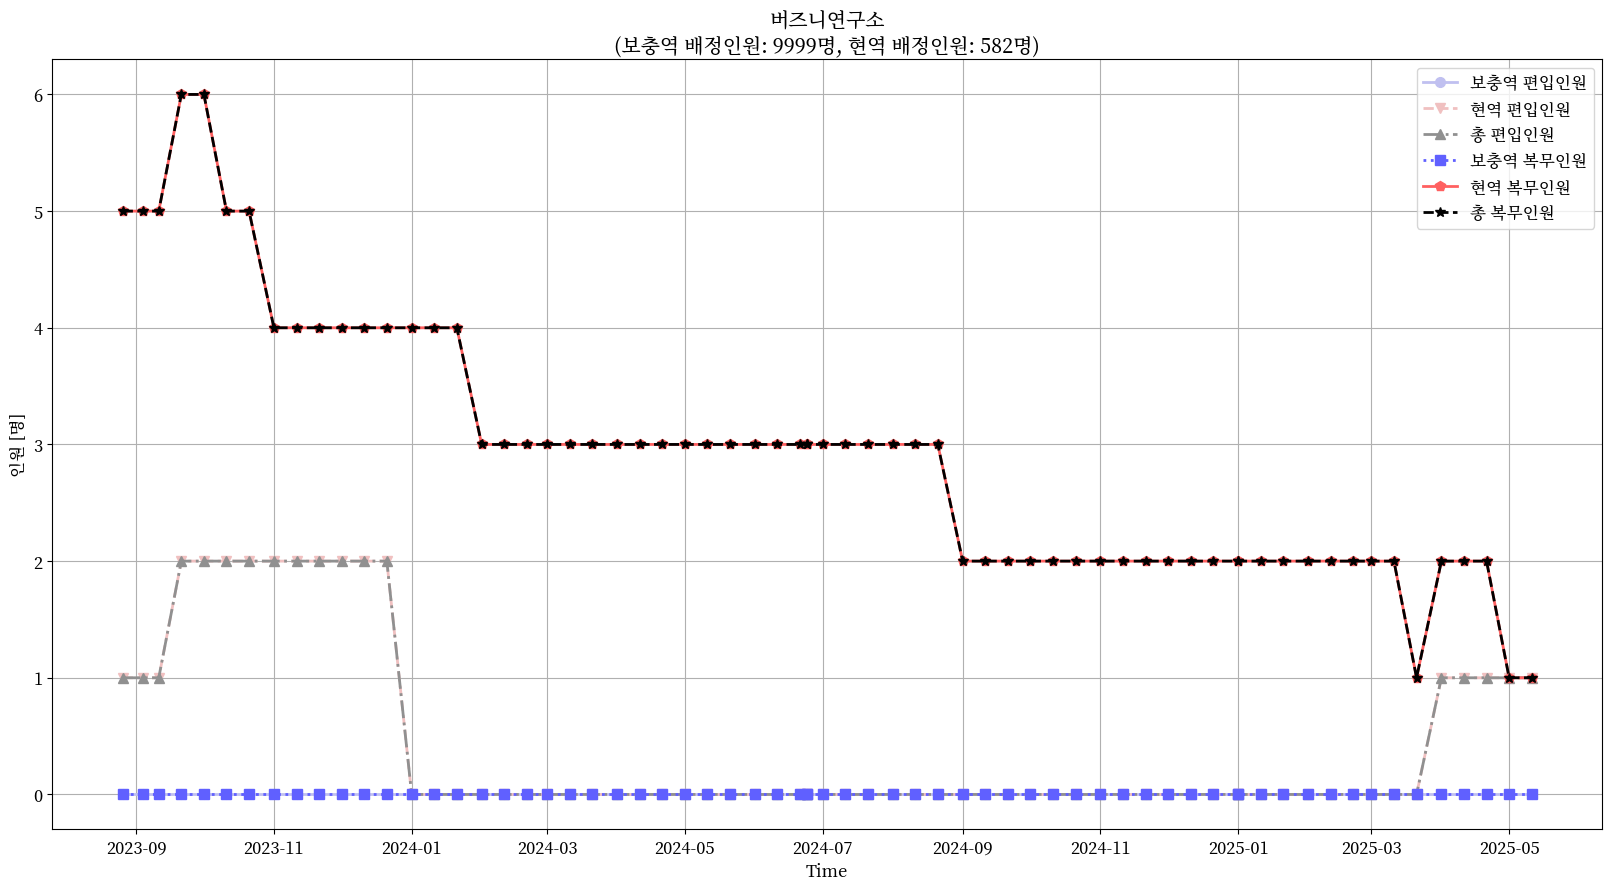 버즈니연구소
(보충역 배정인원: 9999명, 현역 배정인원: 582명)
보충역 편입인원
현역 편입인원
총 편입인원
보충역 복무인원
현역 복무인원
총 복무인원
인원 [명]
6
5
4
3
2
1
0
2023-09 2023-11 2024-01 2024-03 2024-05 2024-07 2024-09 2024-11 2025-01 2025-03 2025-05
Time